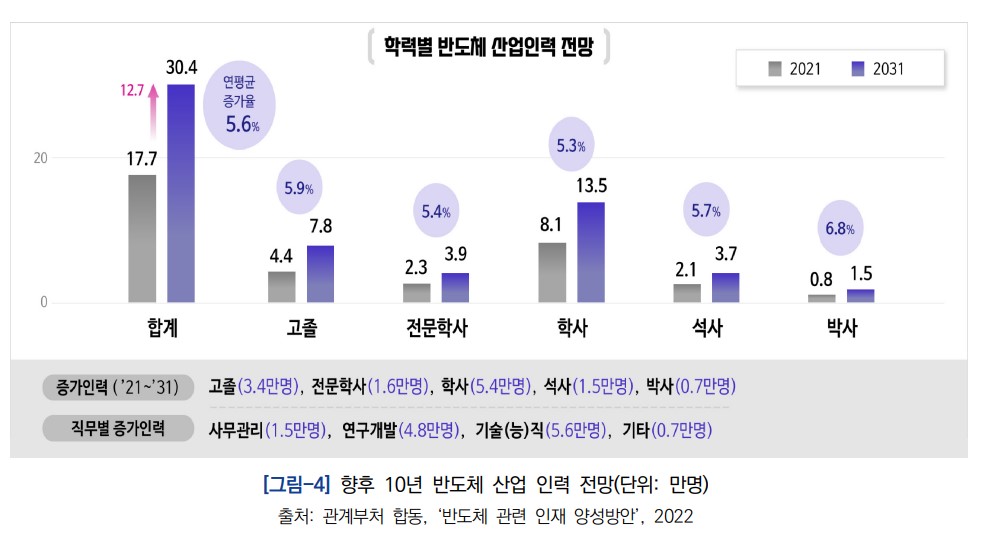 학력별 반도체 산업인력 전망
2021 2031
30.4
12.7
연평균
증가율
5.6%
17.7
20
5.9%
7.8
4.4
5.4%
3.9
2.3
5.3%
13.5
8.1
5.7%
3.7
2.1
6.8%
1.5
0.8
0
합계 고졸 전문학사 학사 석사 박사
증가인력 ( ’21~’31) 고졸(3.4만명), 전문학사(1.6만명), 학사(5.4만명), 석사(1.5만명), 박사(0.7만명)
직무별 증가인력 사무관리(1.5만명), 연구개발(4.8만명), 기술(능)직(5.6만명), 기타(0.7만명)
[그림-4] 향후 10년 반도체 산업 인력 전망(단위: 만명)
출처: 관계부처 합동, ‘반도체 관련 인재 양성방안’, 2022